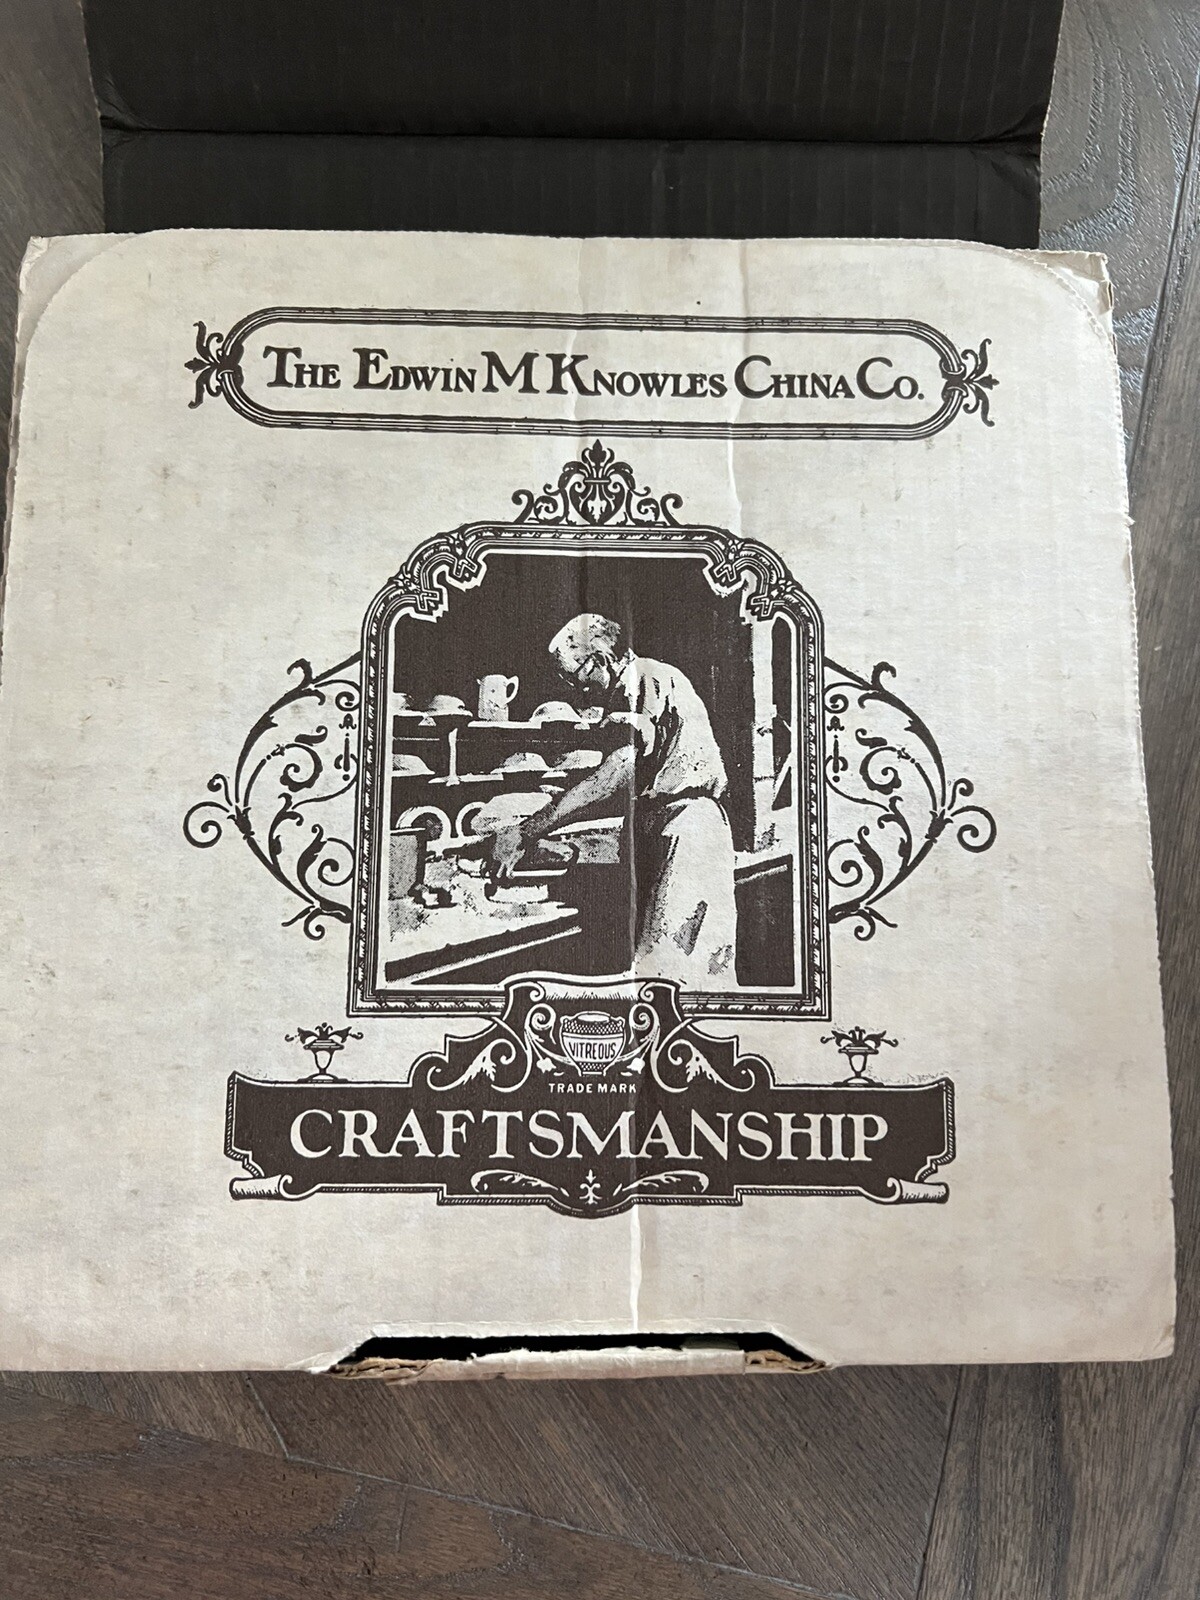 THE EDWIN M KNOWLES CHINA CO.
VITREOUS
TRADE MARK
CRAFTSMANSHIP